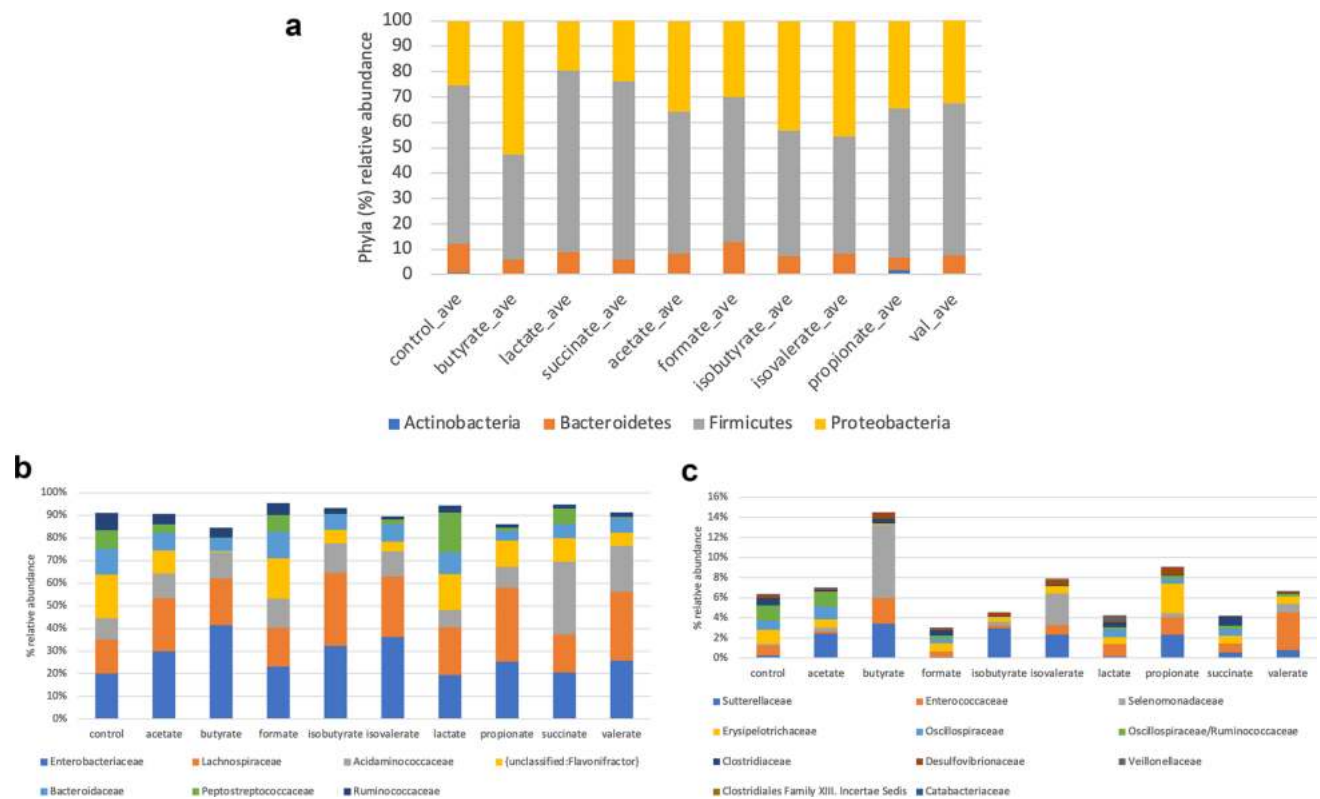 a
Phyla (%) relative abundance
100
90
80
70
60
50
40
30
20
10
0
control_ave
butyrate_ave
lactate_ave
succinate_ave
acetate_ave
formate_ave
isobutyrate_ave
isovalerate_ave
propionate_ave
val_ave
Actinobacteria Bacteroidetes Firmicutes Proteobacteria
b
% relative abundance
100%
90%
80%
70%
60%
50%
40%
30%
20%
10%
0%
control acetate butyrate formate isobutyrate isovalerate lactate propionate succinate valerate
Enterobacteriaceae Lachnospiraceae Acidaminococcaceae {unclassified:Flavonifractor}
Bacteroidaceae Peptostreptococcaceae Ruminococcaceae
c
% relative abundance
16%
14%
12%
10%
8%
6%
4%
2%
0%
control acetate butyrate formate isobutyrate isovalerate lactate propionate succinate valerate
Sutterellaceae Enterococcaceae Selenomonadaceae
Erysipelotrichaceae Oscillospiraceae Oscillospiraceae/Ruminococcaceae
Clostridiaceae Desulfovibrionaceae Veillonellaceae
Clostridiales Family XIII. Incertae Sedis Catabacteriaceae